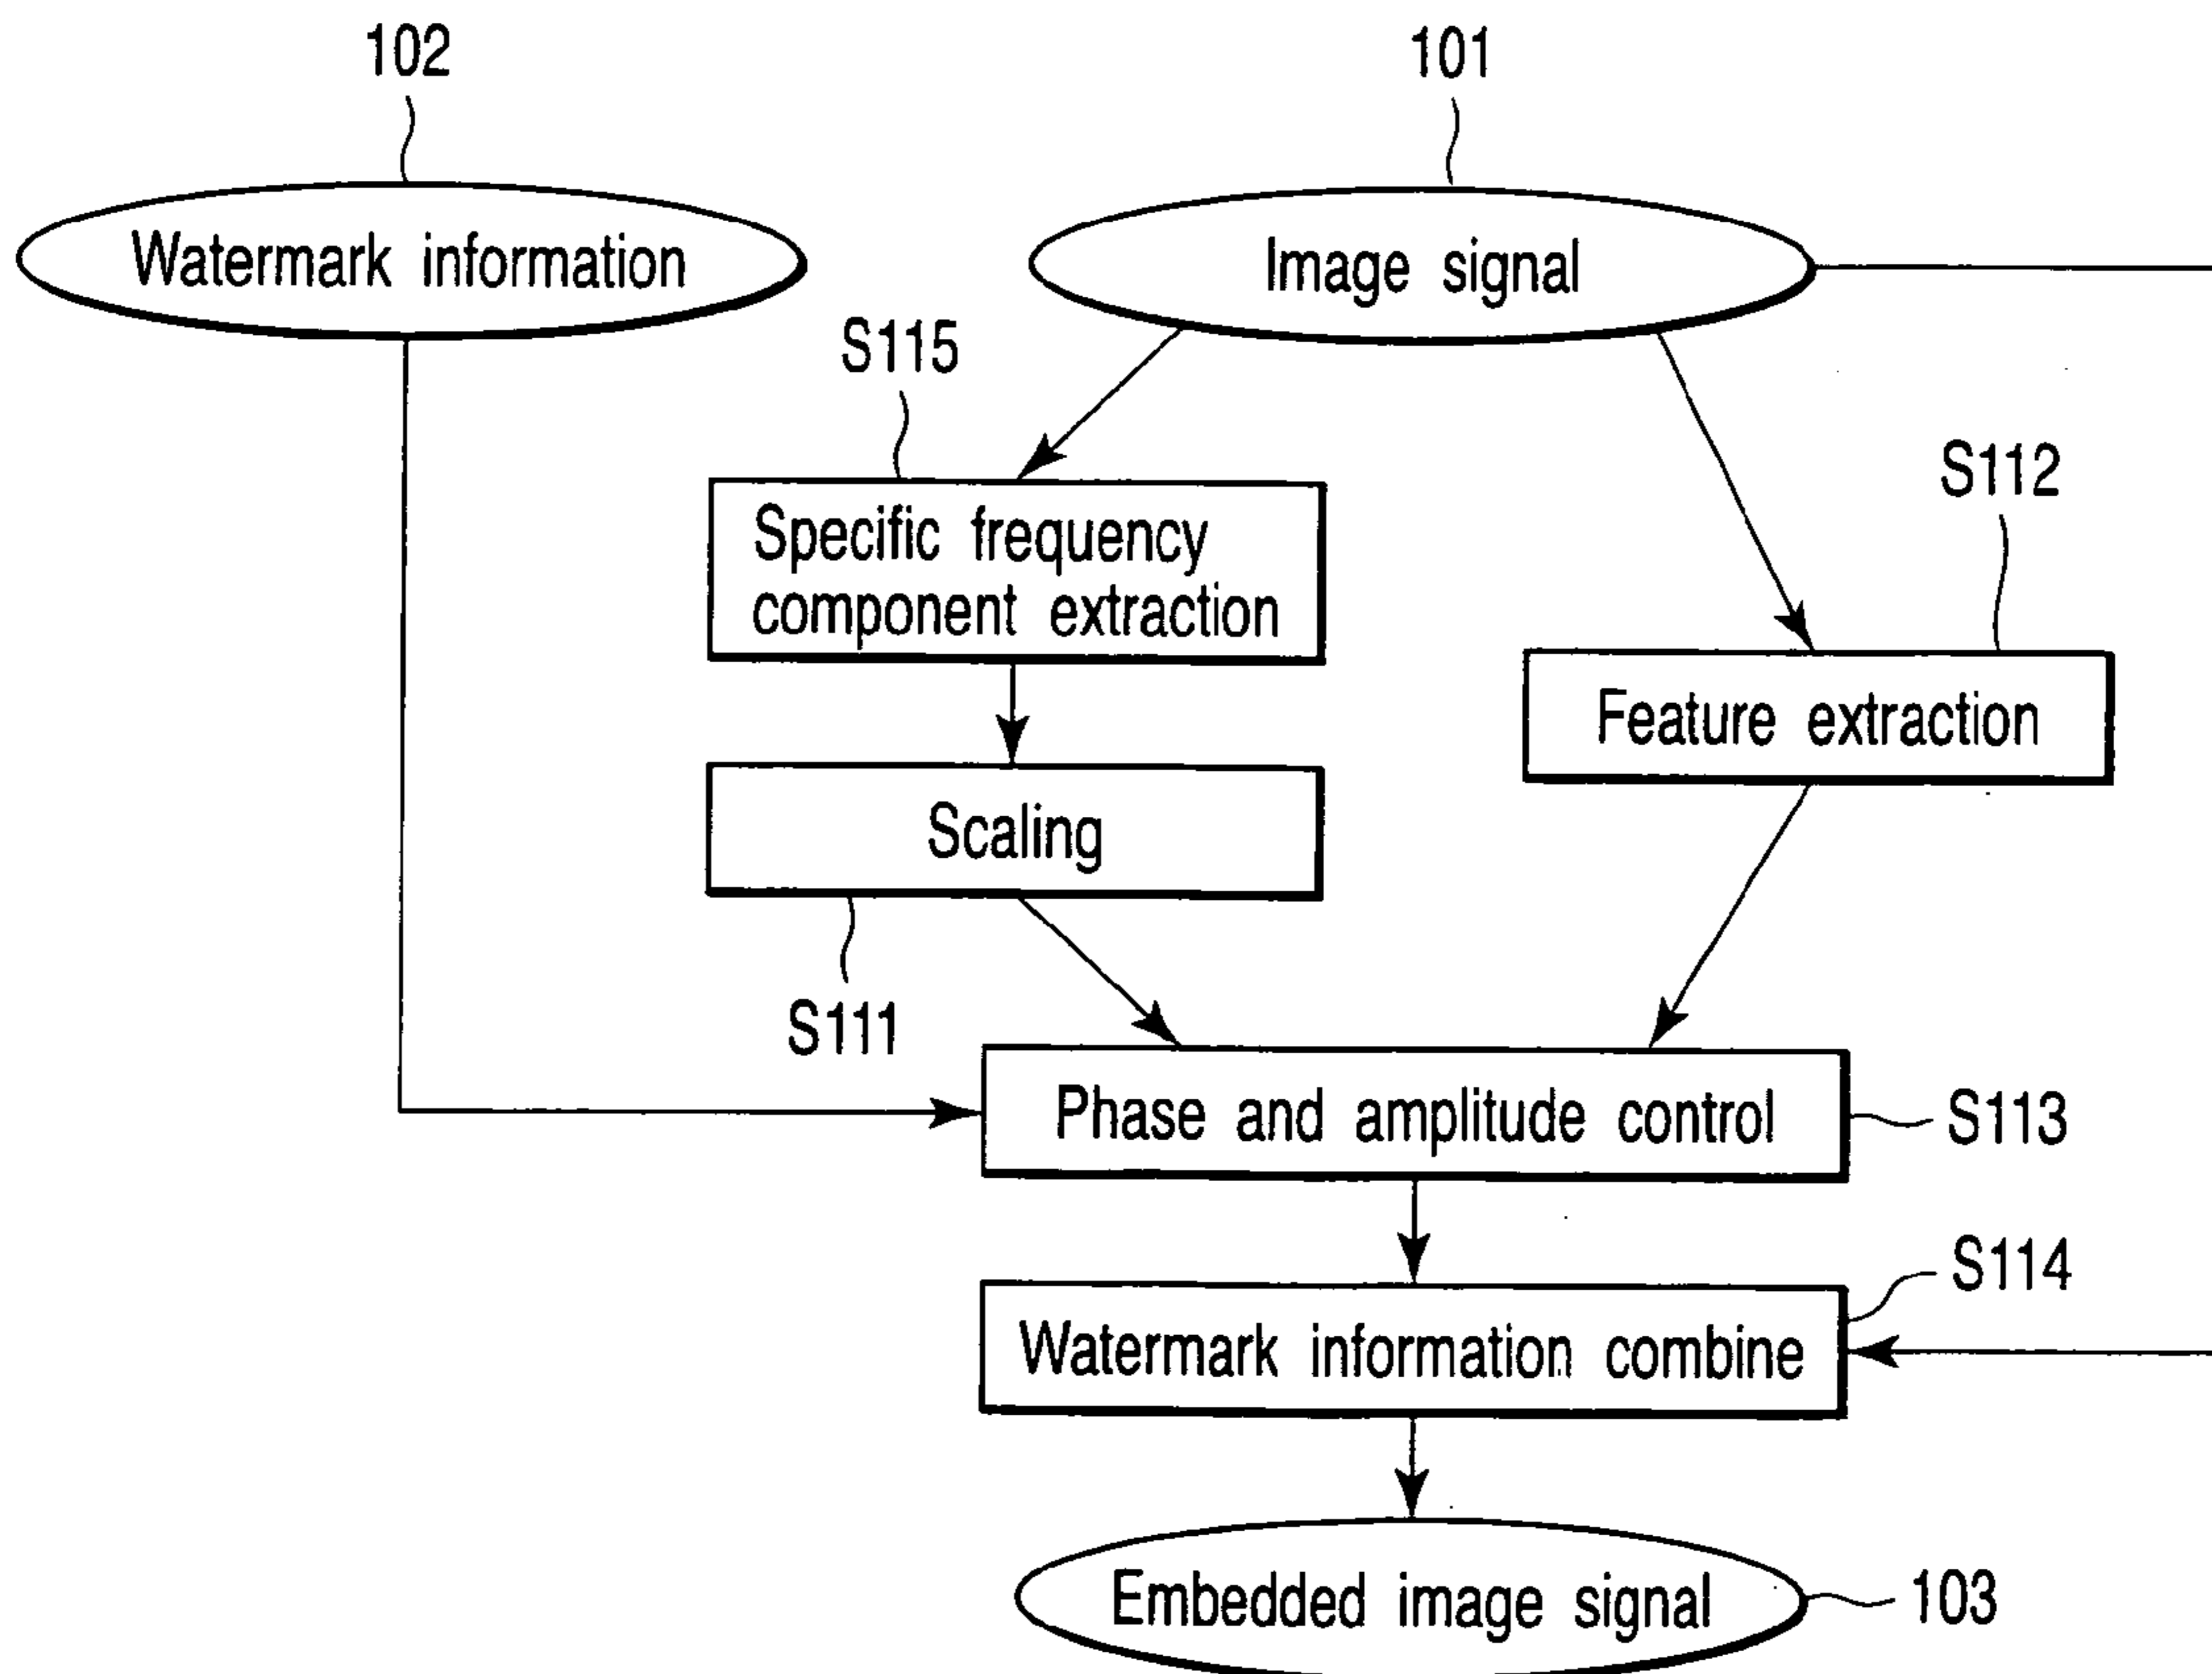 102
101
Watermark information
Image signal
S115
S112
Specific frequency
component extraction
Feature extraction
Scaling
S111
Phase and amplitude control
S113
S114
Watermark information combine
Embedded image signal
103